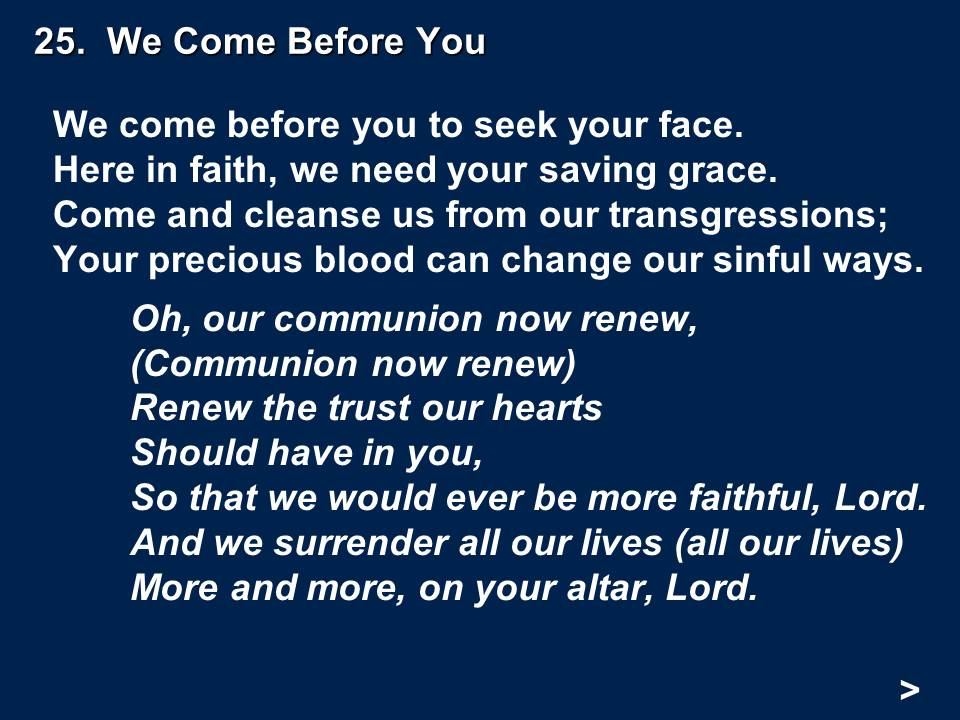 25. We Come Before You
We come before you to seek your face.
Here in faith, we need your saving grace.
Come and cleanse us from our transgressions;
Your precious blood can change our sinful ways.
Oh, our communion now renew,
(Communion now renew)
Renew the trust our hearts
Should have in you,
So that we would ever be more faithful, Lord.
And we surrender all our lives (all our lives)
More and more, on your altar, Lord.
>